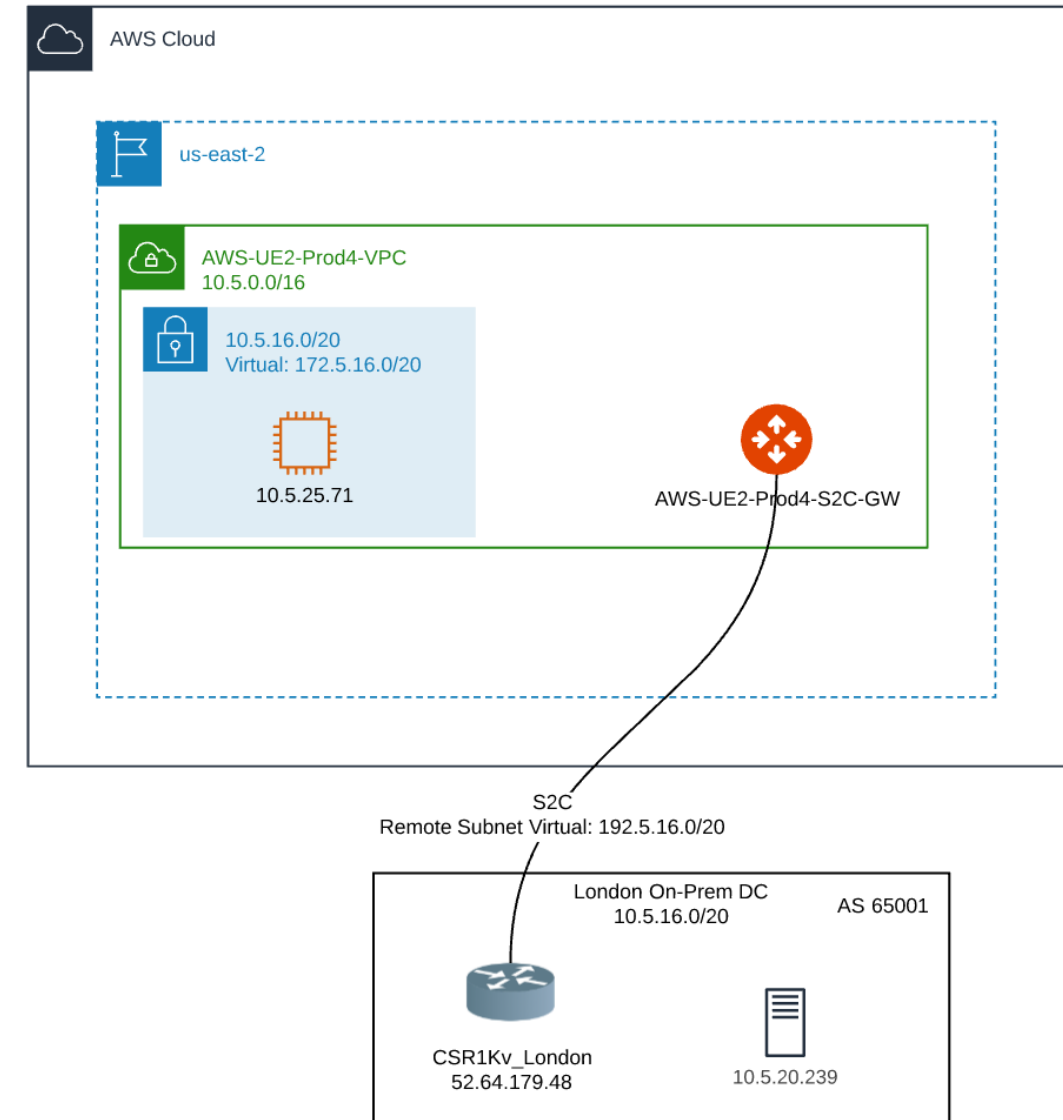 AWS Cloud
us-east-2
AWS-UE2-Prod4-VPC
10.5.0.0/16
10.5.16.0/20
Virtual: 172.5.16.0/20
10.5.25.71
AWS-UE2-Prod4-S2C-GW
S2C
Remote Subnet Virtual: 192.5.16.0/20
London On-Prem DC
10.5.16.0/20
AS 65001
CSR1Kv_London
52.64.179.48
10.5.20.239